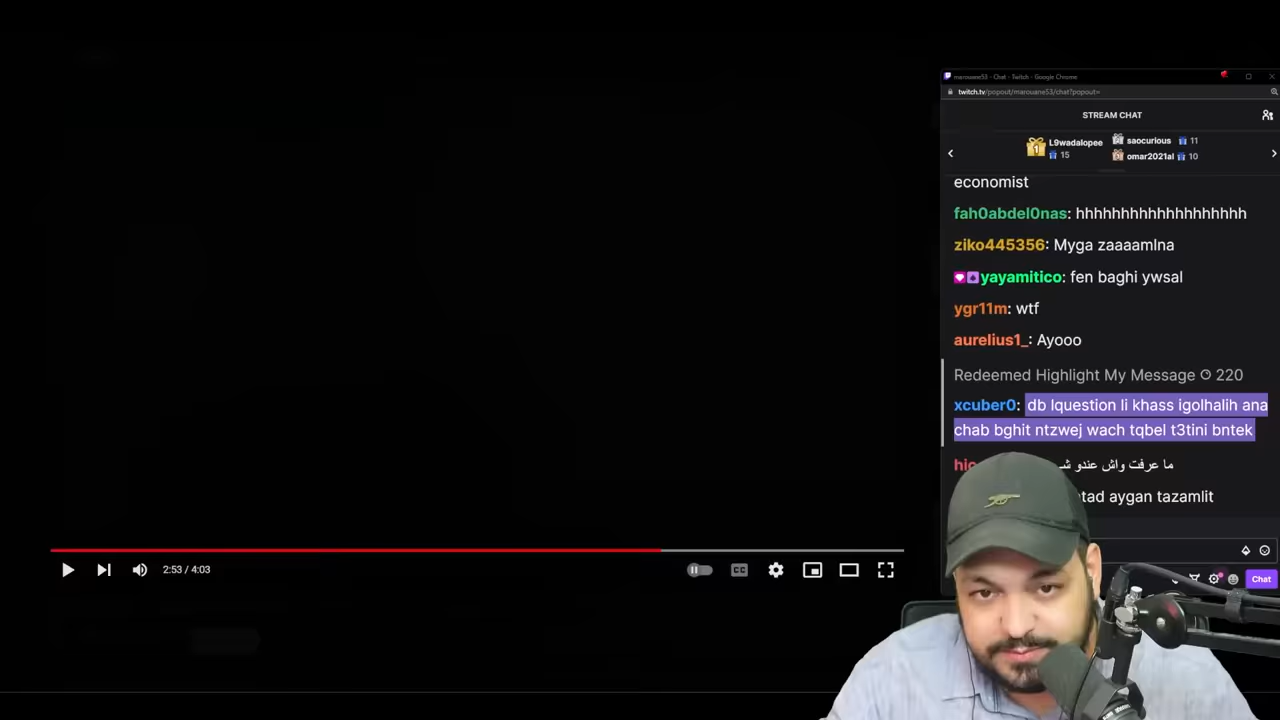 marouane53 - Chat - Twitch - Google Chrome
twitch.tv/popout/marouane53/chat?popout=
STREAM CHAT
L9wadalopee
15
saocurious 11
omar2021al 10
economist
fah0abdel0nas: hhhhhhhhhhhhhhhhhhh
ziko445356: Myga zaaaamlna
yayamitico: fen baghi ywsal
ygr11m: wtf
aurelius1_: Ayooo
Redeemed Highlight My Message 220
xcuber0: db lquestion li khass igolhalih ana
chab bghit ntzwej wach tqbel t3tini bntek
ما عرفت واش عندو
aygan tazamlit
CC
2:53 / 4:03
Chat